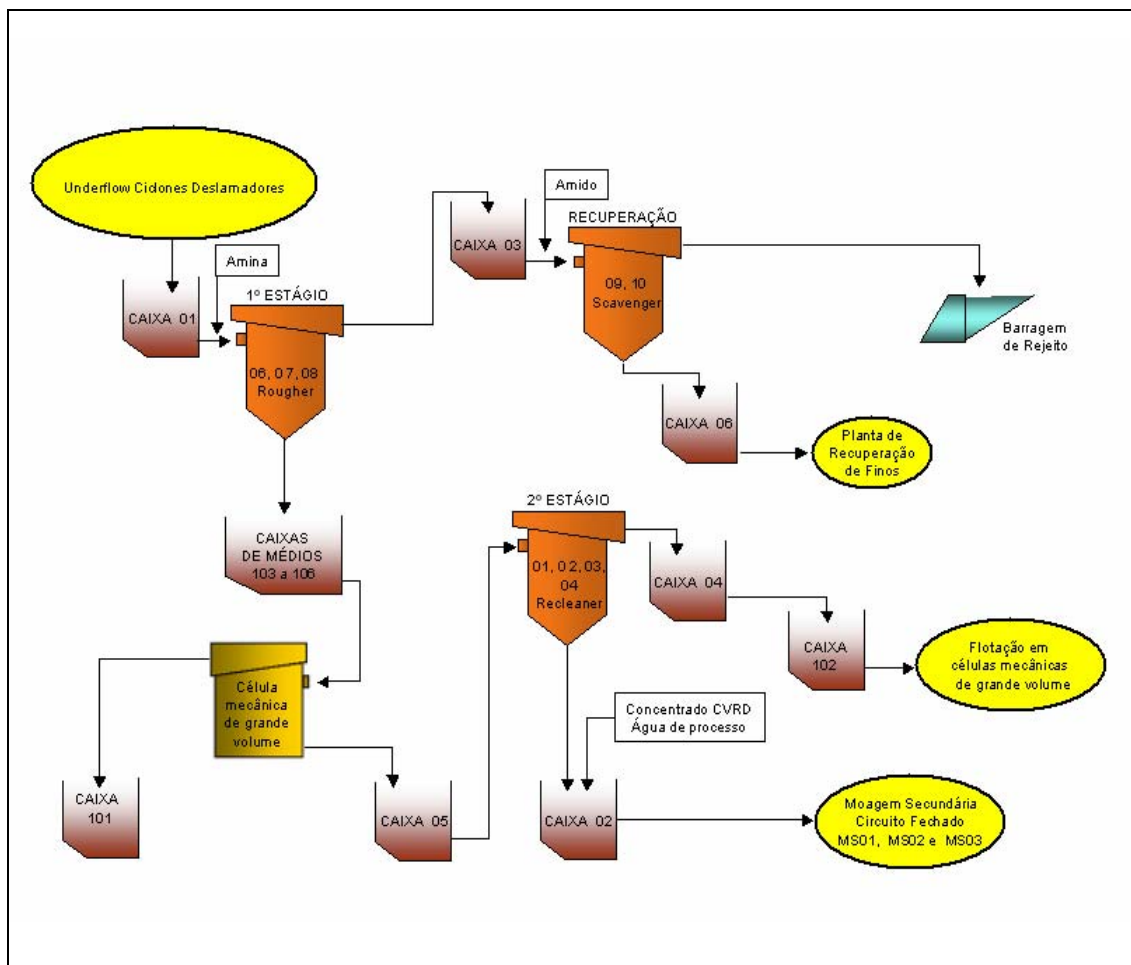 Underflow Ciclones Deslamadores
Amina
CAIXA 01
1º ESTÁGIO
06, 07, 08
Rougher
CAIXA 03
Amido
RECUPERAÇÃO
09, 10
Scavenger
Barragem
de Rejeito
CAIXA 06
Planta de
Recuperação
de Finos
CAIXAS
DE MÉDIOS
103 a 106
2º ESTÁGIO
01, 02, 03,
04
Recleaner
CAIXA 04
CAIXA
102
Flotação em
células mecânicas
de grande volume
Célula
mecânica
de grande
volume
Concentrado CVRD
Água de processo
CAIXA
101
CAIXA 05
CAIXA 02
Moagem Secundária
Circuito Fechado
MS01, MS02 e MS03